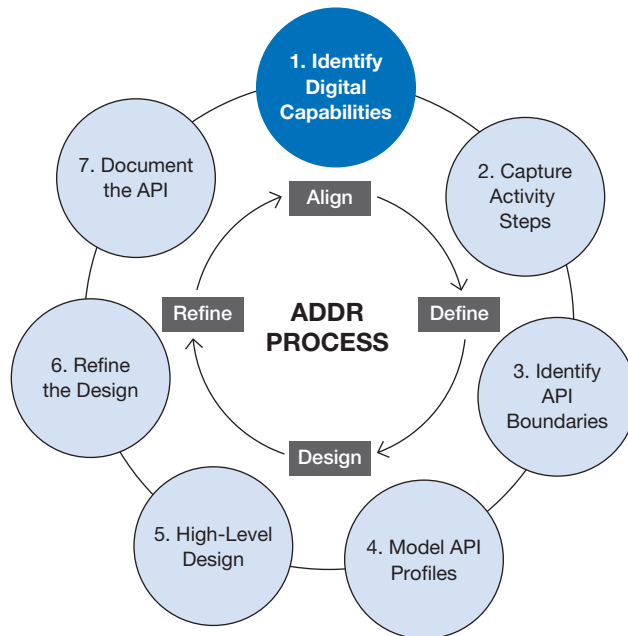 1. Identify
Digital
Capabilities
2. Capture
Activity
Steps
3. Identify
API
Boundaries
4. Model API
Profiles
5. High-Level
Design
6. Refine
the Design
7. Document
the API
Align
Define
Design
Refine
ADDR
PROCESS